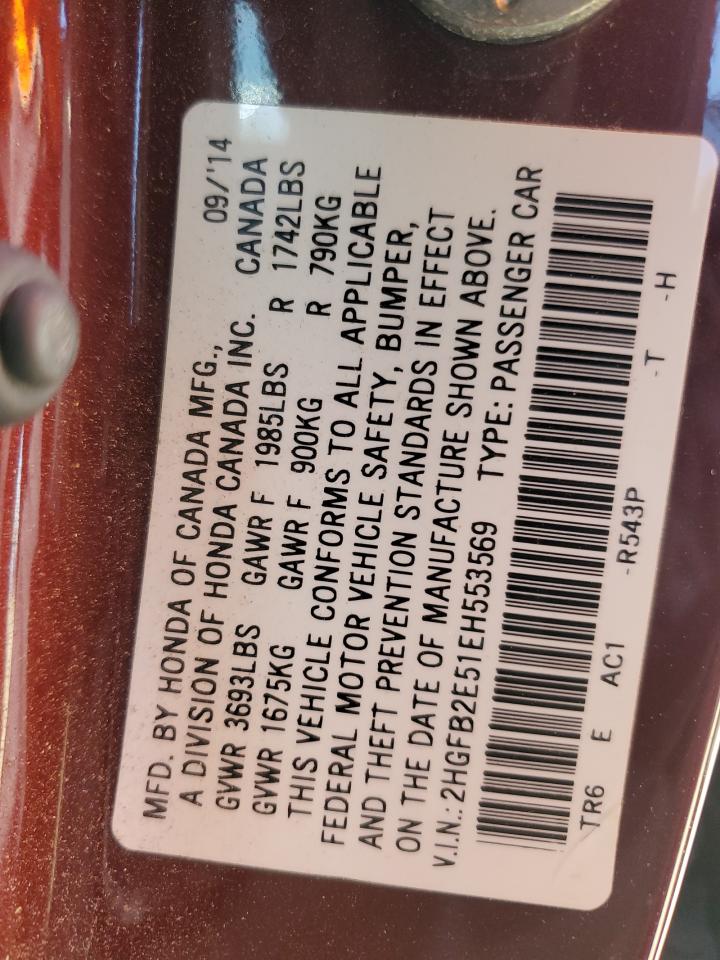 MFD. BY HONDA OF CANADA MFG., 09/'14
A DIVISION OF HONDA CANADA INC. CANADA
GVWR 3693LBS GAWR F 1985LBS R 1742LBS
GVWR 1675KG GAWR F 900KG R 790KG
THIS VEHICLE CONFORMS TO ALL APPLICABLE
FEDERAL MOTOR VEHICLE SAFETY, BUMPER,
AND THEFT PREVENTION STANDARDS IN EFFECT
ON THE DATE OF MANUFACTURE SHOWN ABOVE.
V.I.N.: 2HGFB2E51EH553569 TYPE: PASSENGER CAR
TR6 E AC1 -R543P -T -H